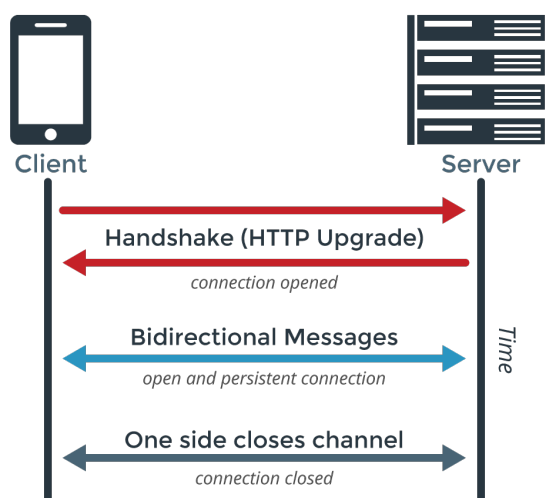 Client
Server
Handshake (HTTP Upgrade)
connection opened
Bidirectional Messages
open and persistent connection
Time
One side closes channel
connection closed